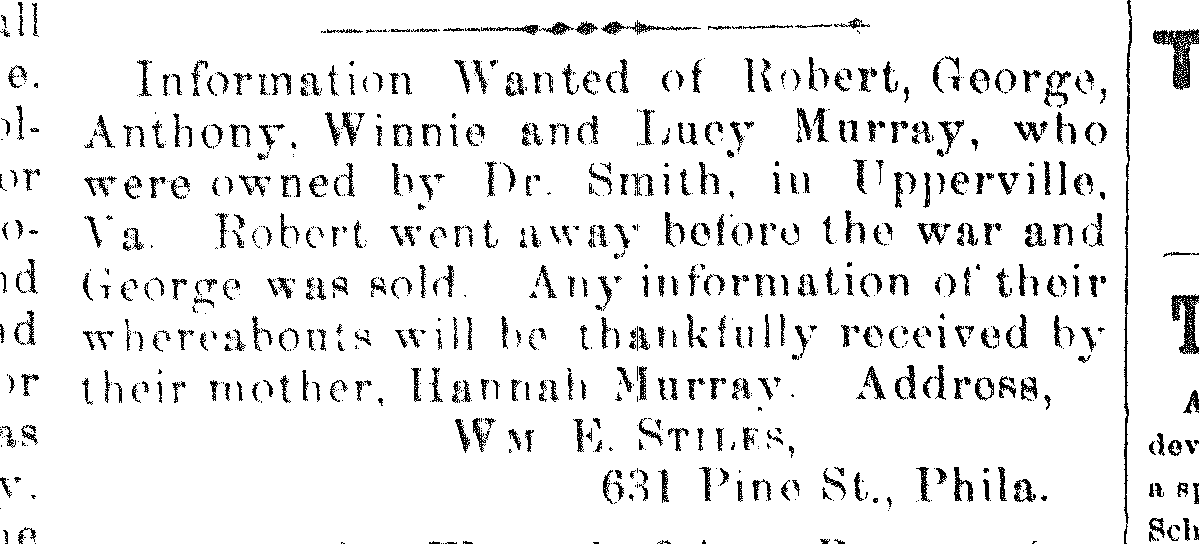 Information Wanted of Robert, George,
Anthony, Winnie and Lucy Murray, who
were owned by Dr. Smith, in Upperville,
Va. Robert went away before the war and
George was sold. Any information of their
whereabouts will be thankfully received by
their mother, Hannah Murray. Address,
WM E. STILES,
631 Pine St., Phila.